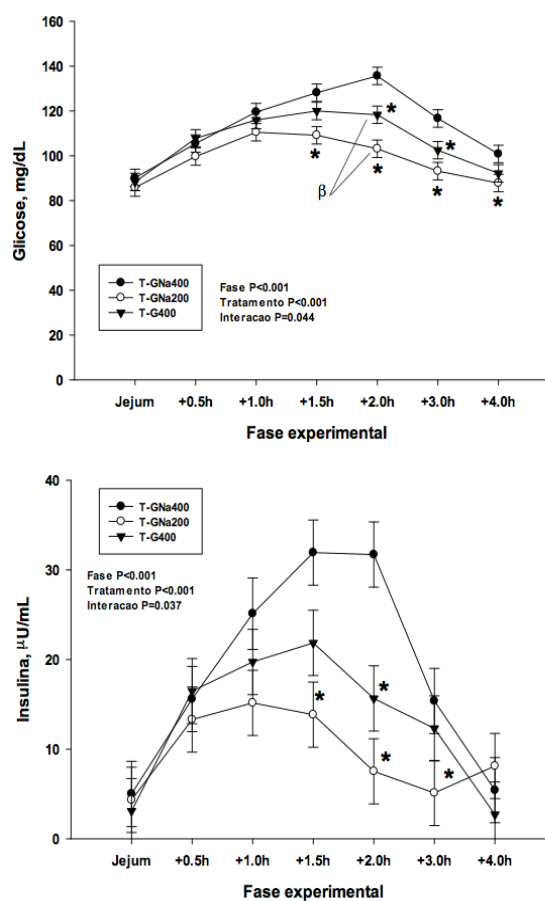 160
140
120
100
80
60
40
20
0
Glicose, mg/dL
*
*
*
*
*
*
β
T-GNa400
T-GNa200
T-G400
Fase P<0.001
Tratamento P<0.001
Interacao P=0.044
Jejum +0.5h +1.0h +1.5h +2.0h +3.0h +4.0h
Fase experimental
40
30
20
10
0
Insulina, µU/mL
T-GNa400
T-GNa200
T-G400
Fase P<0.001
Tratamento P<0.001
Interacao P=0.037
*
*
*
*
Jejum +0.5h +1.0h +1.5h +2.0h +3.0h +4.0h
Fase experimental